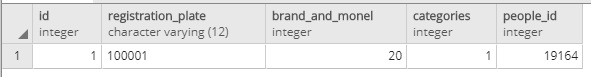 id registration_plate brand_and_monel categories people_id
integer character varying (12) integer integer integer
1 1 100001 20 1 19164